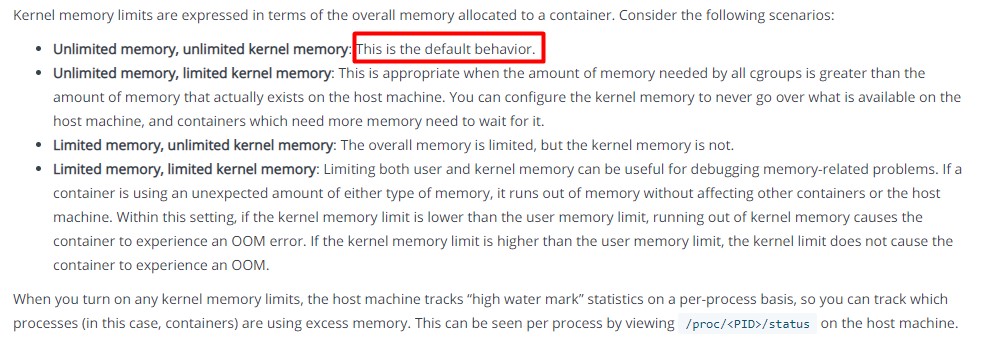 Kernel memory limits are expressed in terms of the overall memory allocated to a container. Consider the following scenarios:
• Unlimited memory, unlimited kernel memory: This is the default behavior.
• Unlimited memory, limited kernel memory: This is appropriate when the amount of memory needed by all cgroups is greater than the
amount of memory that actually exists on the host machine. You can configure the kernel memory to never go over what is available on the
host machine, and containers which need more memory need to wait for it.
• Limited memory, unlimited kernel memory: The overall memory is limited, but the kernel memory is not.
• Limited memory, limited kernel memory: Limiting both user and kernel memory can be useful for debugging memory-related problems. If a
container is using an unexpected amount of either type of memory, it runs out of memory without affecting other containers or the host
machine. Within this setting, if the kernel memory limit is lower than the user memory limit, running out of kernel memory causes the
container to experience an OOM error. If the kernel memory limit is higher than the user memory limit, the kernel limit does not cause the
container to experience an OOM.
When you turn on any kernel memory limits, the host machine tracks “high water mark” statistics on a per-process basis, so you can track which
processes (in this case, containers) are using excess memory. This can be seen per process by viewing /proc/<PID>/status on the host machine.